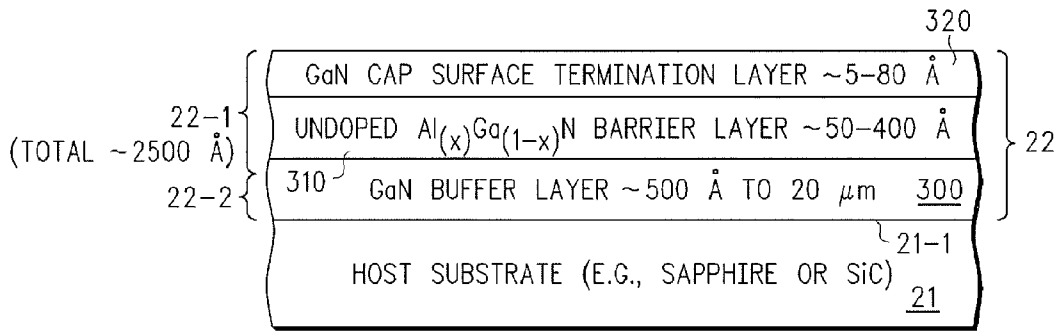 320
GaN CAP SURFACE TERMINATION LAYER ~5-80 Å
22-1
UNDOPED Al(x)Ga(1-x)N BARRIER LAYER ~50-400 Å
22
(TOTAL ~2500 Å)
310
22-2
GaN BUFFER LAYER ~500 Å TO 20 μm 300
21-1
HOST SUBSTRATE (E.G., SAPPHIRE OR SiC)
21